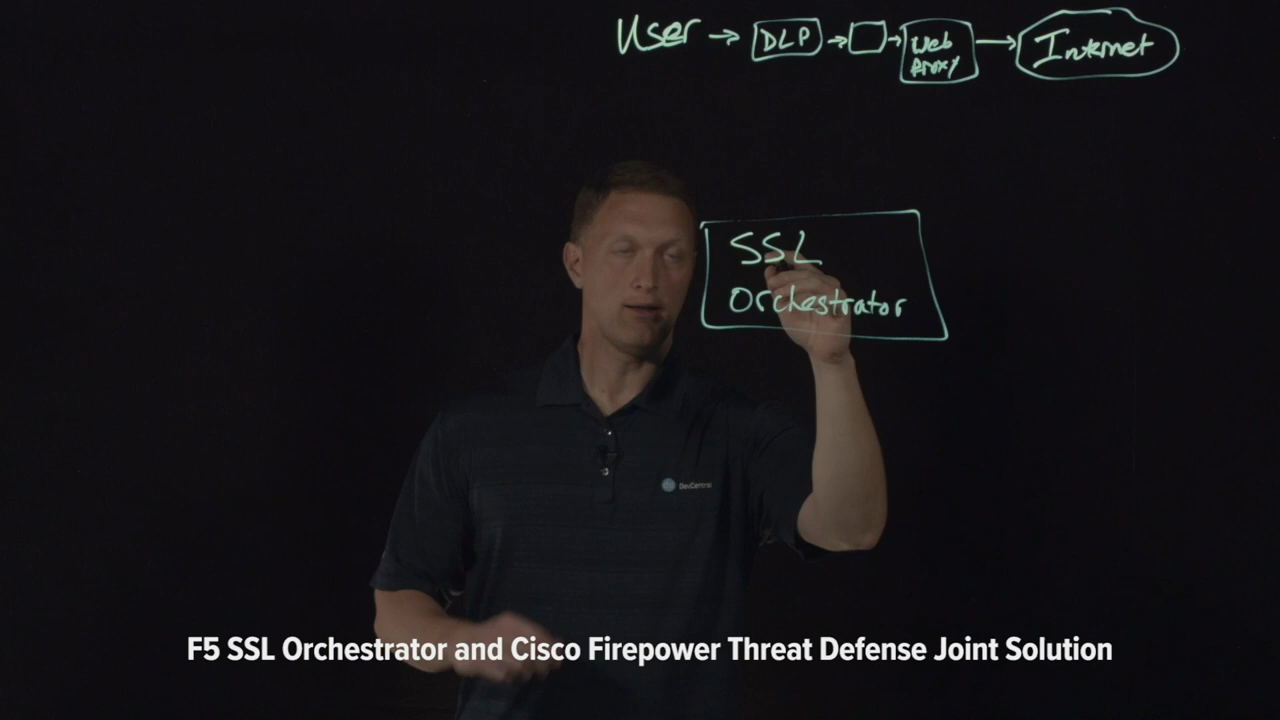 User → DLP → → Web Proxy → Internet
SSL
Orchestrator
DevCentral
F5 SSL Orchestrator and Cisco Firepower Threat Defense Joint Solution